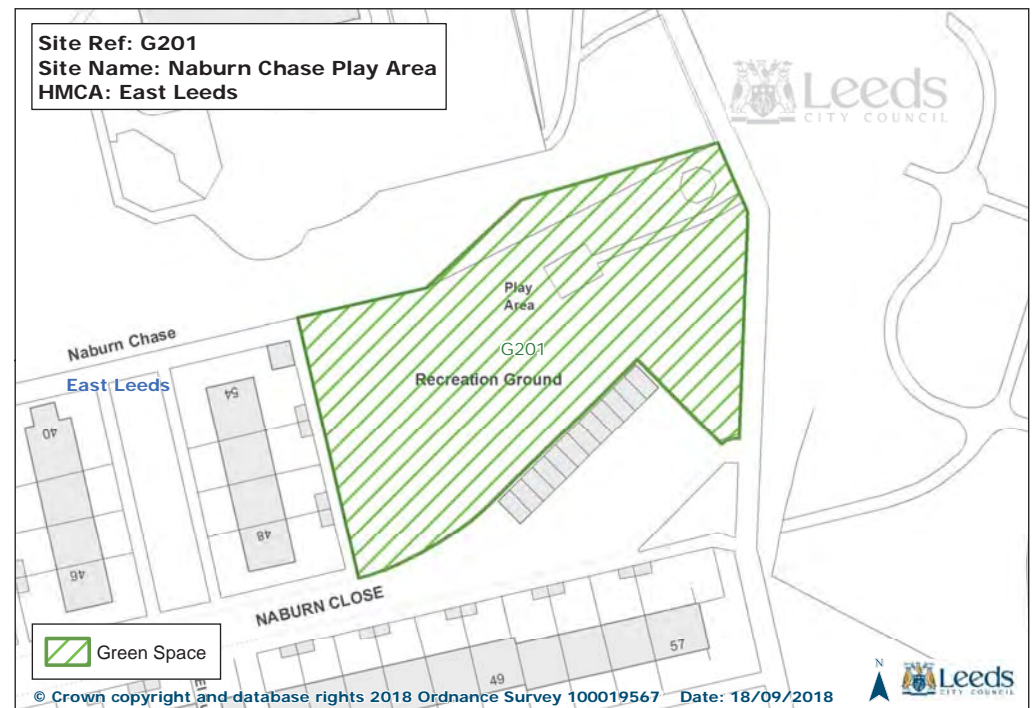 Site Ref: G201
Site Name: Naburn Chase Play Area
HMCA: East Leeds
Leeds
CITY COUNCIL
Play
Area
G201
Recreation Ground
Naburn Chase
East Leeds
54
40
48
46
NABURN CLOSE
57
49
Green Space
N
Leeds
CITY COUNCIL
© Crown copyright and database rights 2018 Ordnance Survey 100019567 Date: 18/09/2018